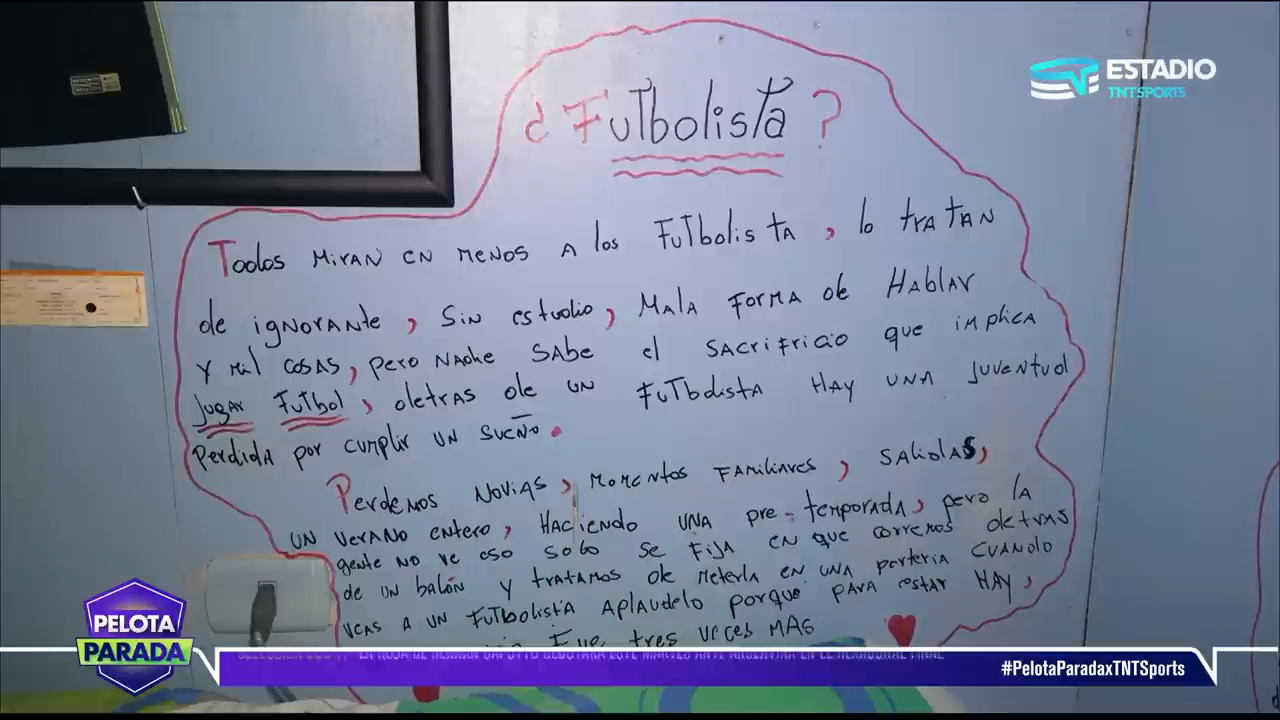 ESTADIO
TNT SPORTS
¿Futbolista?
Todos miran en menos a los Futbolista, lo tratan
de ignorante, sin estudio, mala forma de hablar
y mil cosas, pero nadie sabe el sacrificio que implica
jugar Futbol, detras de un Futbolista hay una juventud
perdida por cumplir un sueño.
Perdemos novias, momentos familiares, salidas,
un verano entero, haciendo una pre-temporada, pero la
gente no ve eso solo se fija en que corremos detras
de un balón y tratamos de meterla en una porteria cuando
veas a un Futbolista aplaudelo porque para estar hay,
Fue tres veces mas
PELOTA
PARADA
#PelotaParadaxTNTSports